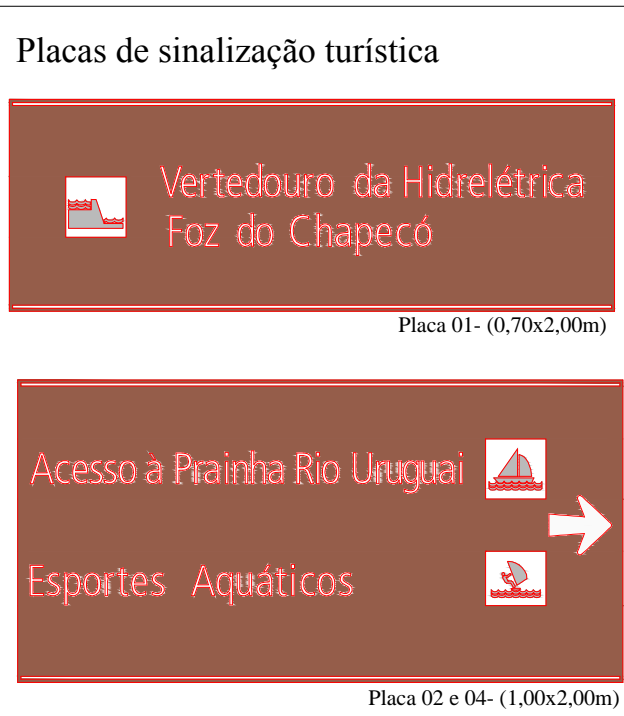 Placas de sinalização turística
Vertedouro da Hidrelétrica
Foz do Chapecó
Placa 01- (0,70x2,00m)
Acesso à Prainha Rio Uruguai
Esportes Aquáticos
Placa 02 e 04- (1,00x2,00m)